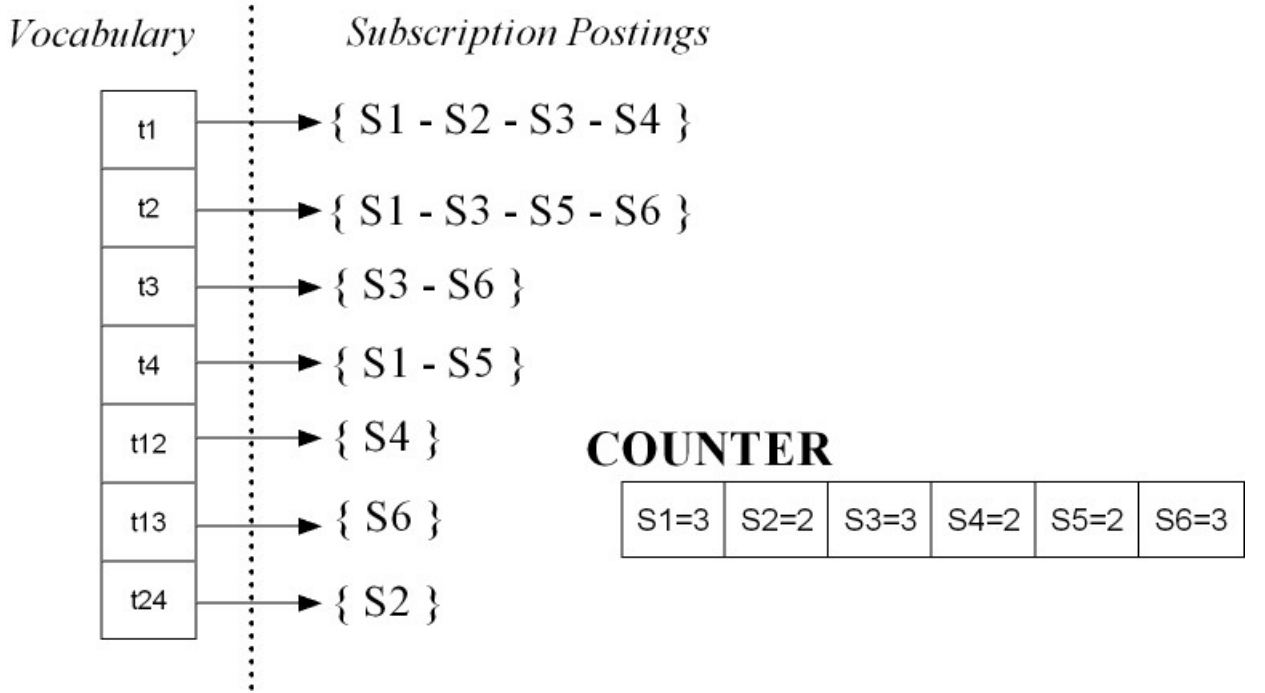 Vocabulary
Subscription Postings
t1
{ S1 - S2 - S3 - S4 }
t2
{ S1 - S3 - S5 - S6 }
t3
{ S3 - S6 }
t4
{ S1 - S5 }
t12
{ S4 }
t13
{ S6 }
t24
{ S2 }
COUNTER
S1=3 S2=2 S3=3 S4=2 S5=2 S6=3